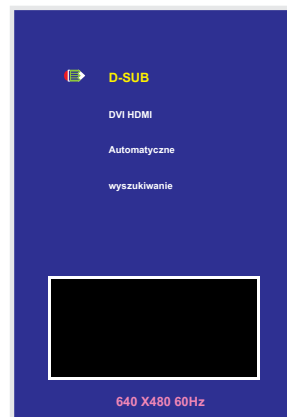 D-SUB
DVI HDMI
Automatyczne
wyszukiwanie
640 X480 60Hz